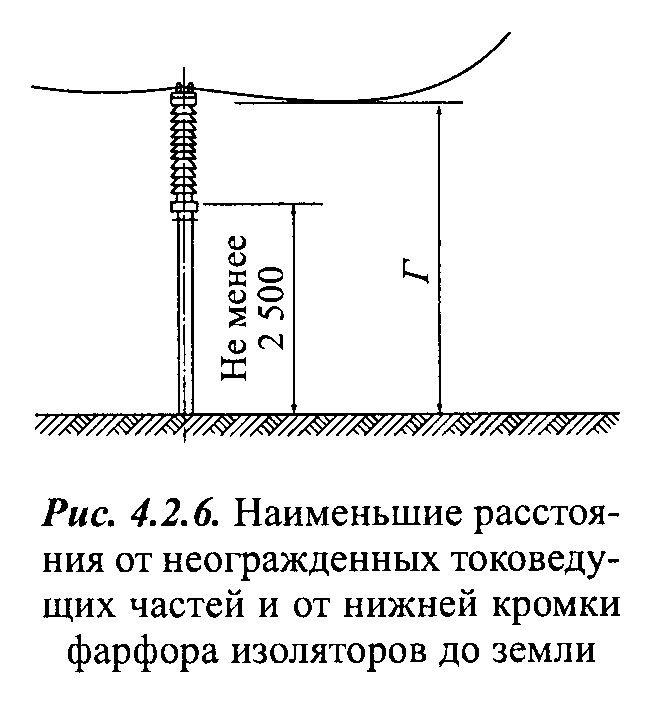 Не менее
2 500
Г
Рис. 4.2.6. Наименьшие расстоя-
ния от неогражденных токоведу-
щих частей и от нижней кромки
фарфора изоляторов до земли